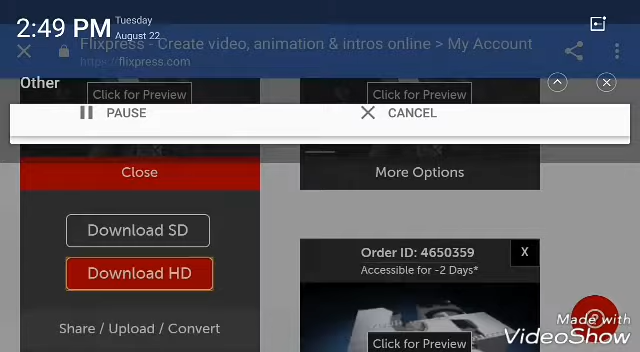 2:49 PM Tuesday
August 22
Flixpress - Create video, animation & intros online > My Account
https://flixpress.com
Other
Click for Preview
Click for Preview
PAUSE
CANCEL
Close
More Options
Download SD
Download HD
Order ID: 4650359
X
Accessible for -2 Days*
Share / Upload / Convert
Click for Preview
Made with
VideoShow